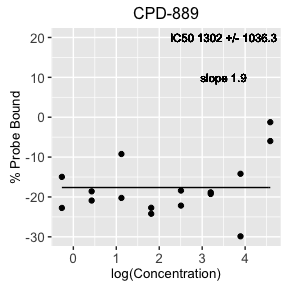 CPD-889
IC50 1302 +/- 1036.3
slope 1.9
% Probe Bound
20
10
0
-10
-20
-30
0 1 2 3 4
log(Concentration)